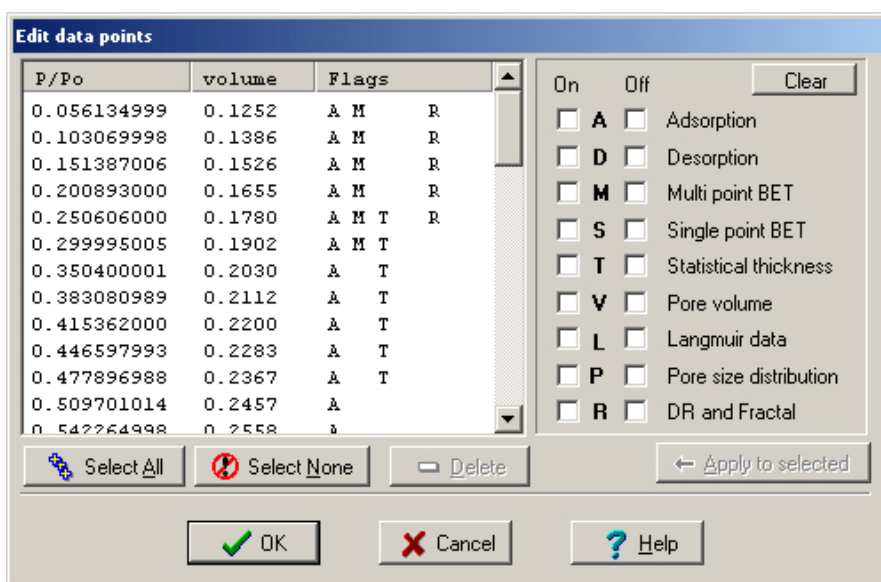 Edit data points
P/Po volume Flags
0.056134999 0.1252 A M R
0.103069998 0.1386 A M R
0.151387006 0.1526 A M R
0.200893000 0.1655 A M R
0.250606000 0.1780 A M T R
0.299995005 0.1902 A M T
0.350400001 0.2030 A T
0.383080989 0.2112 A T
0.415362000 0.2200 A T
0.446597993 0.2283 A T
0.477896988 0.2367 A T
0.509701014 0.2457 A
0.542264998 0.2558 A
On Off Clear
A Adsorption
D Desorption
M Multi point BET
S Single point BET
T Statistical thickness
V Pore volume
L Langmuir data
P Pore size distribution
R DR and Fractal
Select All Select None Delete Apply to selected
OK Cancel Help